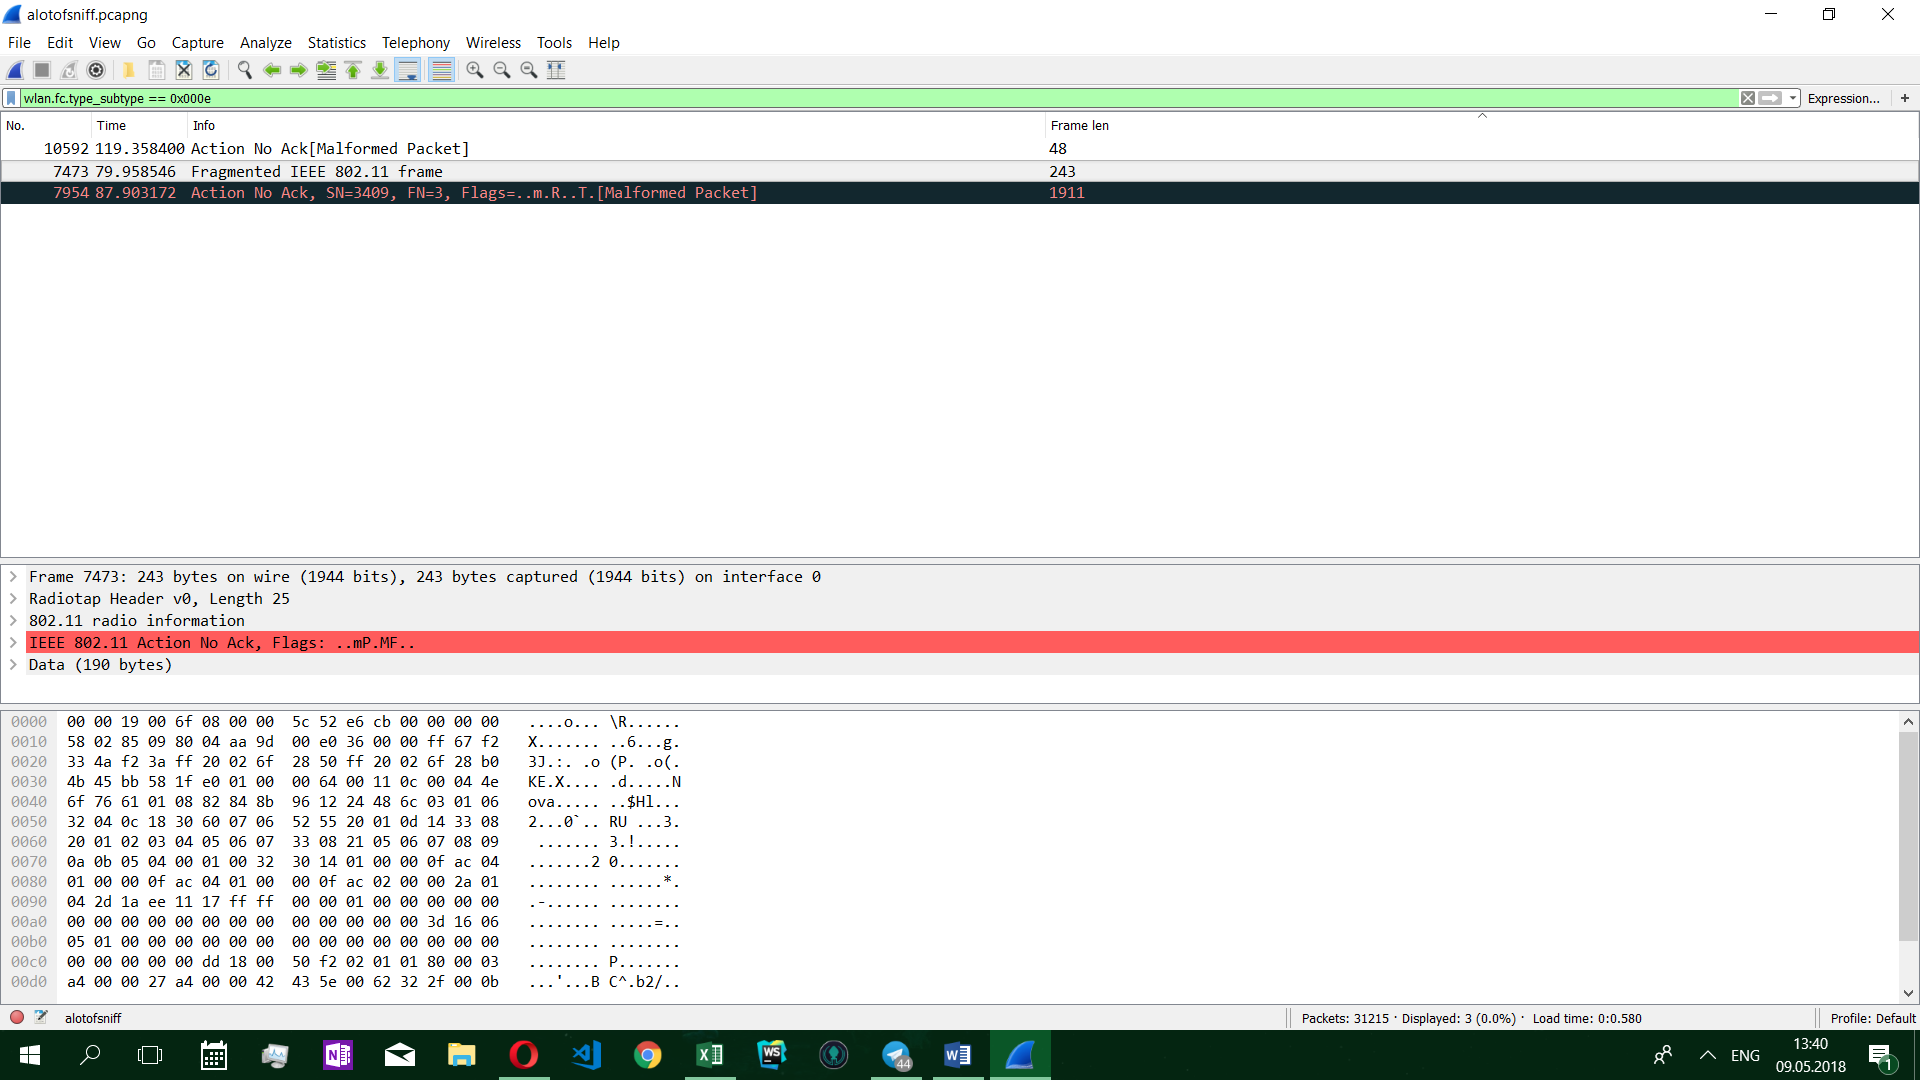 alotofsniff.pcapng
File Edit View Go Capture Analyze Statistics Telephony Wireless Tools Help
wlan.fc.type_subtype == 0x000e Expression... +
No. Time Info Frame len
10592 119.358400 Action No Ack[Malformed Packet] 48
7473 79.958546 Fragmented IEEE 802.11 frame 243
7954 87.903172 Action No Ack, SN=3409, FN=3, Flags=..m.R..T.[Malformed Packet] 1911
Frame 7473: 243 bytes on wire (1944 bits), 243 bytes captured (1944 bits) on interface 0
Radiotap Header v0, Length 25
802.11 radio information
IEEE 802.11 Action No Ack, Flags: ..mP.MF..
Data (190 bytes)
0000 00 00 19 00 6f 08 00 00 5c 52 e6 cb 00 00 00 00 ....o... \R......
0010 58 02 85 09 80 04 aa 9d 00 e0 36 00 00 ff 67 f2 X....... ..6...g.
0020 33 4a f2 3a ff 20 02 6f 28 50 ff 20 02 6f 28 b0 3J.:. .o (P. .o(.
0030 4b 45 bb 58 1f e0 01 00 00 64 00 11 0c 00 04 4e KE.X.... .d.....N
0040 6f 76 61 01 08 82 84 8b 96 12 24 48 6c 03 01 06 ova..... ..$Hl...
0050 32 04 0c 18 30 60 07 06 52 55 20 01 0d 14 33 08 2...0`.. RU ...3.
0060 20 01 02 03 04 05 06 07 33 08 21 05 06 07 08 09 ....... 3.!.....
0070 0a 0b 05 04 00 01 00 32 30 14 01 00 00 0f ac 04 .......2 0.......
0080 01 00 00 0f ac 04 01 00 00 0f ac 02 00 00 2a 01 ........ ......*.
0090 04 2d 1a ee 11 17 ff ff 00 00 01 00 00 00 00 00 .-...... ........
00a0 00 00 00 00 00 00 00 00 00 00 00 00 00 3d 16 06 ........ .....=..
00b0 05 01 00 00 00 00 00 00 00 00 00 00 00 00 00 00 ........ ........
00c0 00 00 00 00 00 dd 18 00 50 f2 02 01 01 80 00 03 ........ P.......
00d0 a4 00 00 27 a4 00 00 42 43 5e 00 62 32 2f 00 0b ...'...B C^.b2/..
alotofsniff Packets: 31215 · Displayed: 3 (0.0%) · Load time: 0:0.580 Profile: Default
N WS 44 ENG 13:40
09.05.2018 1